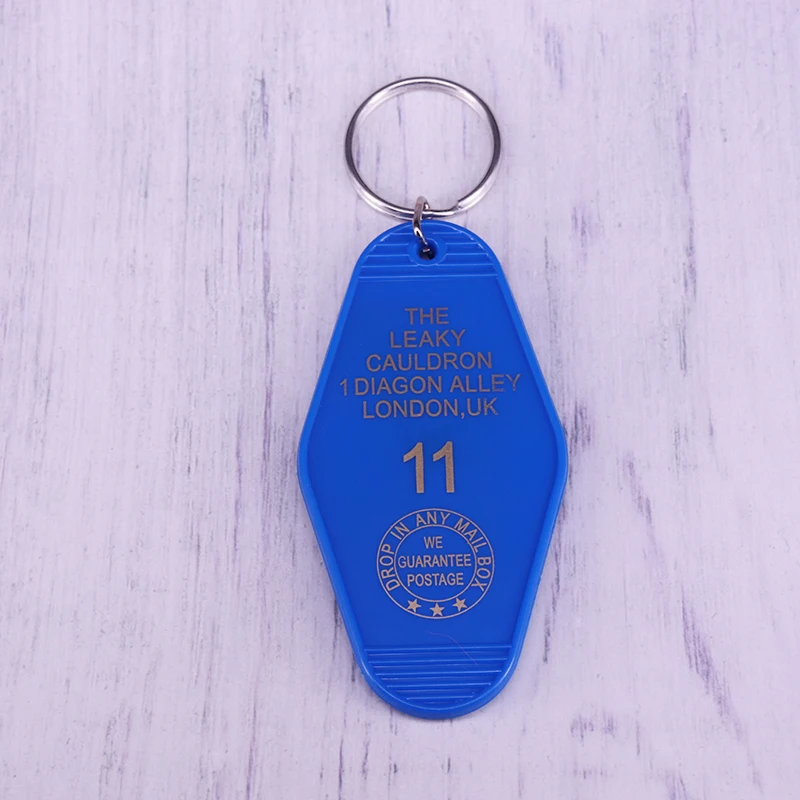 THE
LEAKY
CAULDRON
1 DIAGON ALLEY
LONDON,UK
11
DROP IN ANY MAIL BOX
WE
GUARANTEE
POSTAGE